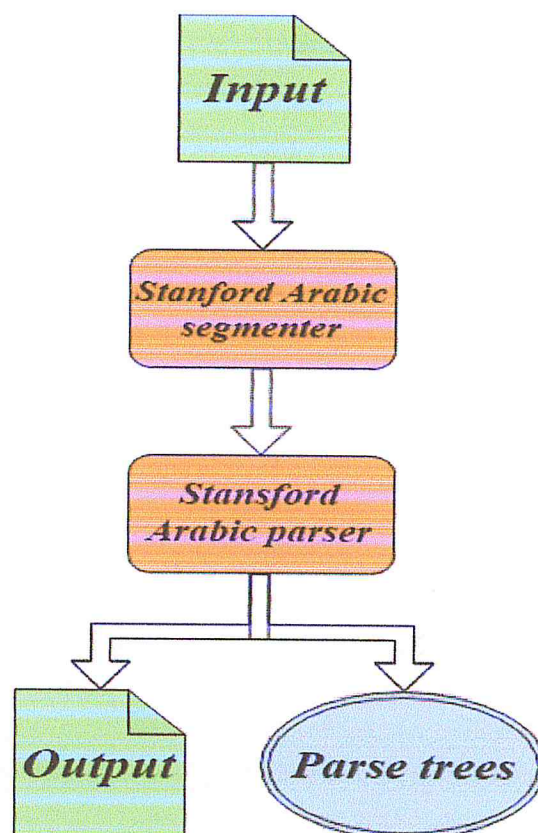 Input
Stanford Arabic
segmenter
Stansford
Arabic parser
Output
Parse trees